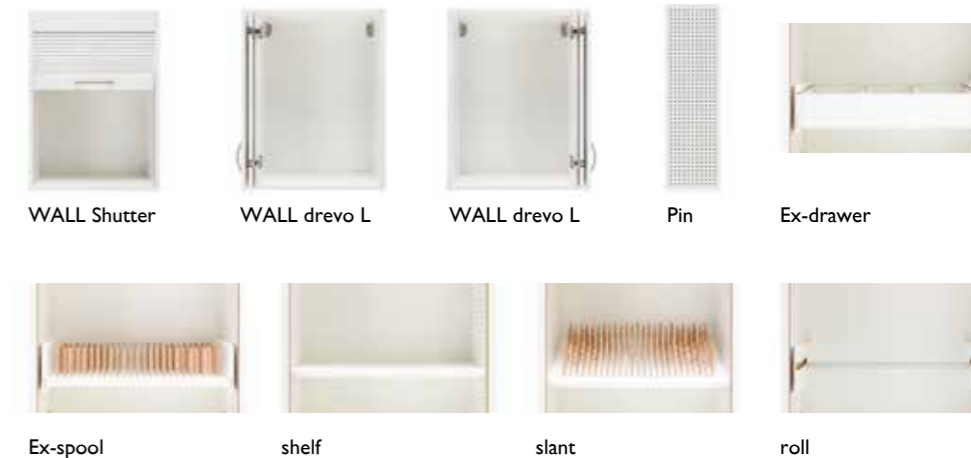 WALL Shutter
WALL drevo L
WALL drevo L
Pin
Ex-drawer
Ex-spool
shelf
slant
roll